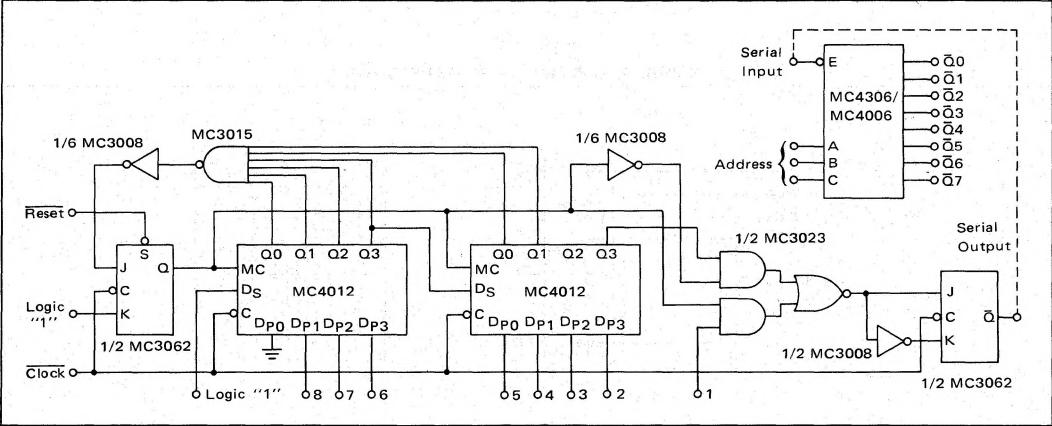 Serial
Input
E
MC4306/
MC4006
Q̅0
Q̅1
Q̅2
Q̅3
Q̅4
Q̅5
Q̅6
Q̅7
Address
A
B
C
1/6 MC3008
MC3015
1/6 MC3008
R̅e̅s̅e̅t̅
S
J
Q
C
K
Logic
"1"
1/2 MC3062
C̅l̅o̅c̅k̅
Q0 Q1 Q2 Q3
MC
DS
MC4012
C
DP0 DP1 DP2 DP3
Logic "1"
8
7
6
Q0 Q1 Q2 Q3
MC
DS
MC4012
C
DP0 DP1 DP2 DP3
5
4
3
2
1
1/2 MC3023
1/2 MC3008
Serial
Output
J
C
K
Q̅
1/2 MC3062